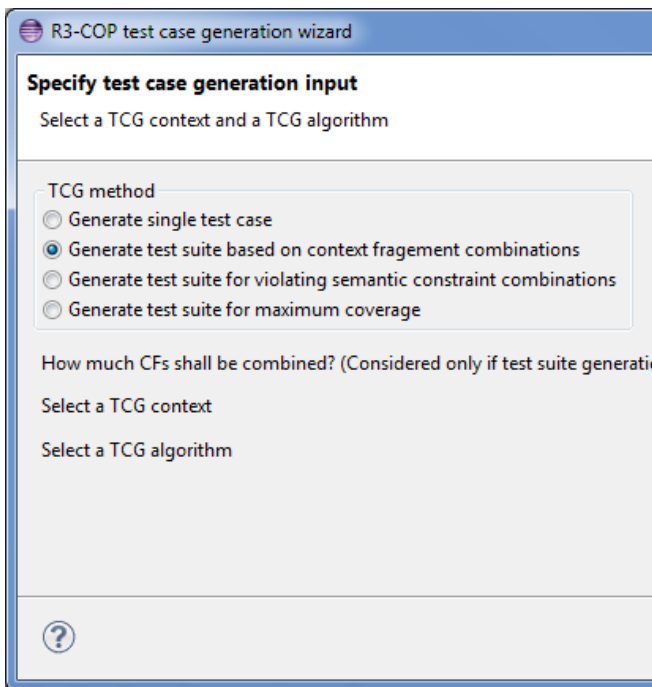 R3-COP test case generation wizard
Specify test case generation input
Select a TCG context and a TCG algorithm
TCG method
Generate single test case
Generate test suite based on context fragement combinations
Generate test suite for violating semantic constraint combinations
Generate test suite for maximum coverage
How much CFs shall be combined? (Considered only if test suite generati
Select a TCG context
Select a TCG algorithm
?